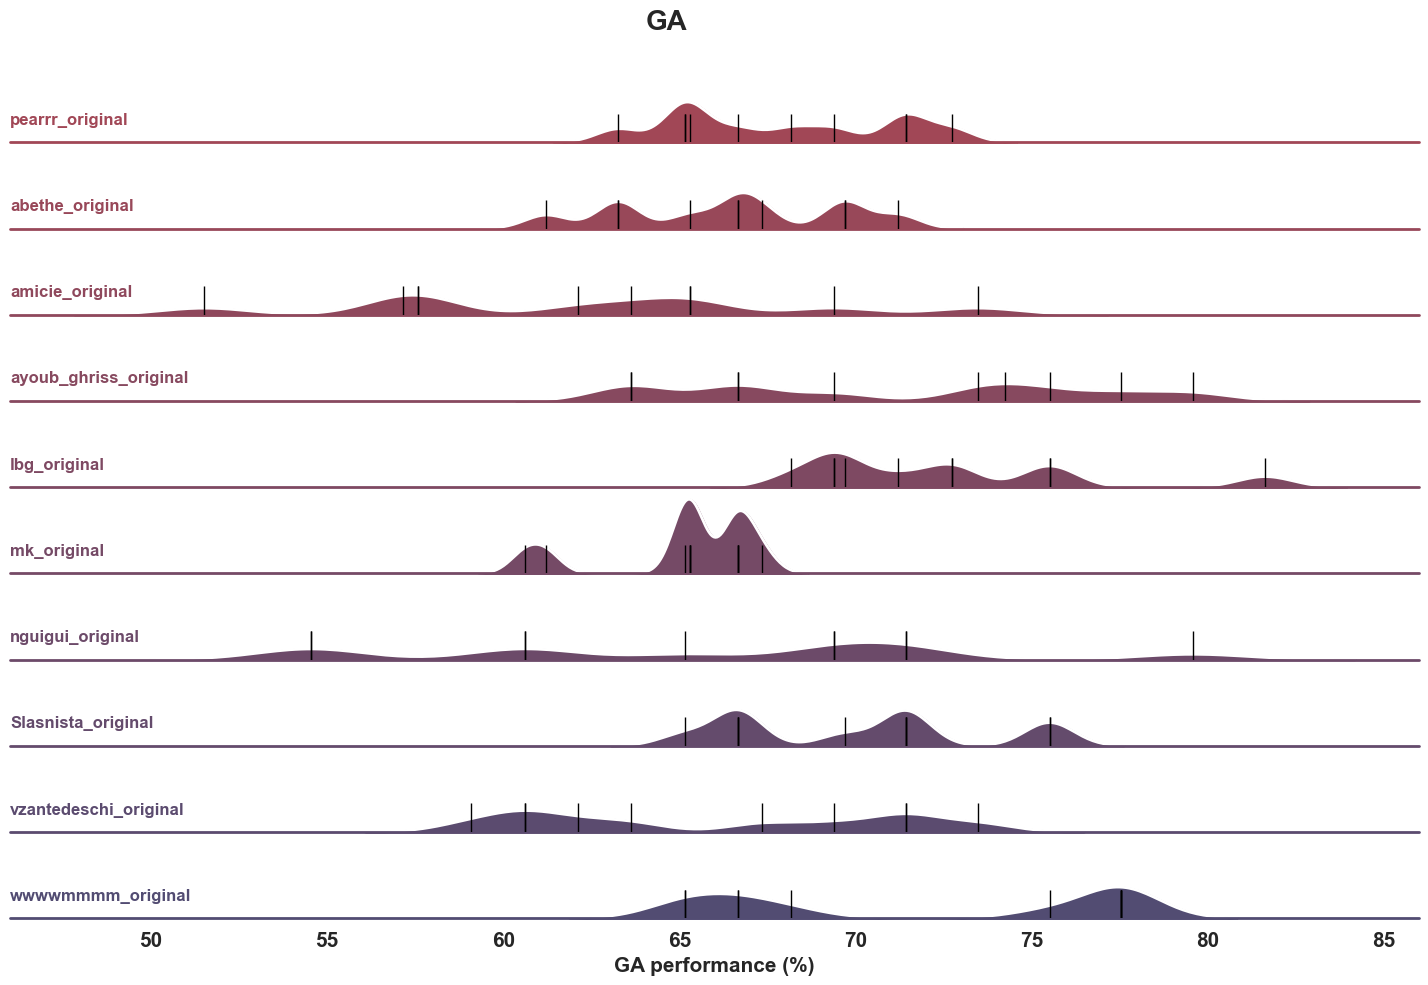 GA
pearrr_original
abethe_original
amicie_original
ayoub_ghriss_original
lbg_original
mk_original
nguigui_original
Slasnista_original
vzantedeschi_original
wwwwmmmm_original
50 55 60 65 70 75 80 85
GA performance (%)